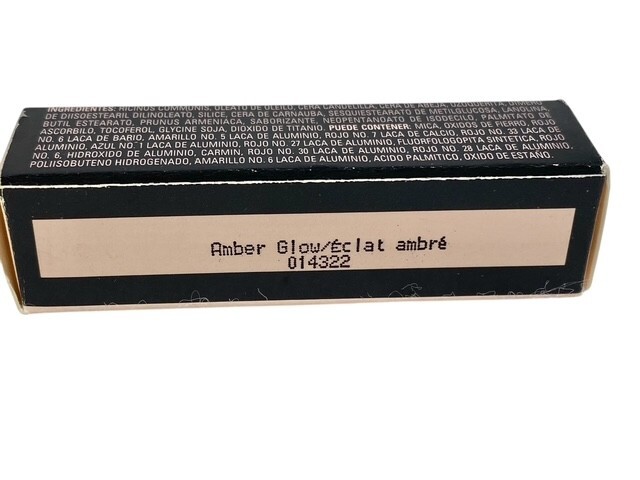 INGREDIENTES: RICINUS COMMUNIS, OLEATO DE OLEILO, CERA CANDELILLA, CERA DE ABEJA, OZOQUERITA, DIMERO
DE DIISOESTEARIL DILINOLEATO, SILICE, CERA DE CARNAUBA, SESQUIESTEARATO DE METILGLUCOSA, LANOLINA,
BUTIL ESTEARATO, PRUNUS ARMENIACA, SABORIZANTE, NEOPENTANOATO DE ISODECILO, PALMITATO DE
ASCORBILO, TOCOFEROL, GLYCINE SOJA, DIOXIDO DE TITANIO. PUEDE CONTENER: MICA, OXIDOS DE FIERRO, ROJO
NO. 6 LACA DE BARIO, AMARILLO NO. 5 LACA DE ALUMINIO, ROJO NO. 7 LACA DE CALCIO, ROJO NO. 33 LACA DE
ALUMINIO, AZUL NO. 1 LACA DE ALUMINIO, ROJO NO. 27 LACA DE ALUMINIO, FLUORFLOGOPITA SINTETICA, ROJO
NO. 6, HIDROXIDO DE ALUMINIO, CARMIN, ROJO NO. 30 LACA DE ALUMINIO, ROJO NO. 28 LACA DE ALUMINIO,
POLIISOBUTENO HIDROGENADO, AMARILLO NO. 6 LACA DE ALUMINIO, ACIDO PALMITICO, OXIDO DE ESTAÑO.
Amber Glow/Éclat ambré
014322